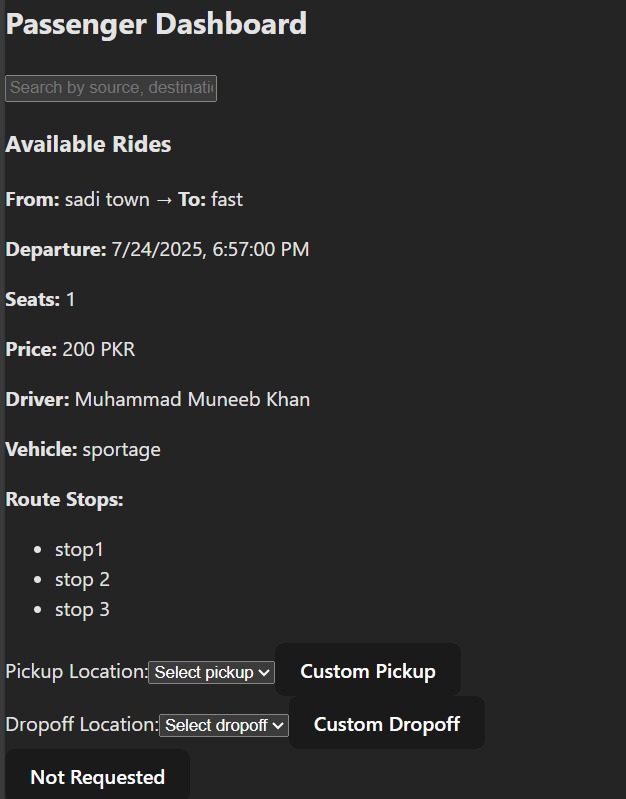 Passenger Dashboard
Search by source, destinati
Available Rides
From: sadi town → To: fast
Departure: 7/24/2025, 6:57:00 PM
Seats: 1
Price: 200 PKR
Driver: Muhammad Muneeb Khan
Vehicle: sportage
Route Stops:
• stop1
• stop 2
• stop 3
Pickup Location: Select pickup Custom Pickup
Dropoff Location: Select dropoff Custom Dropoff
Not Requested